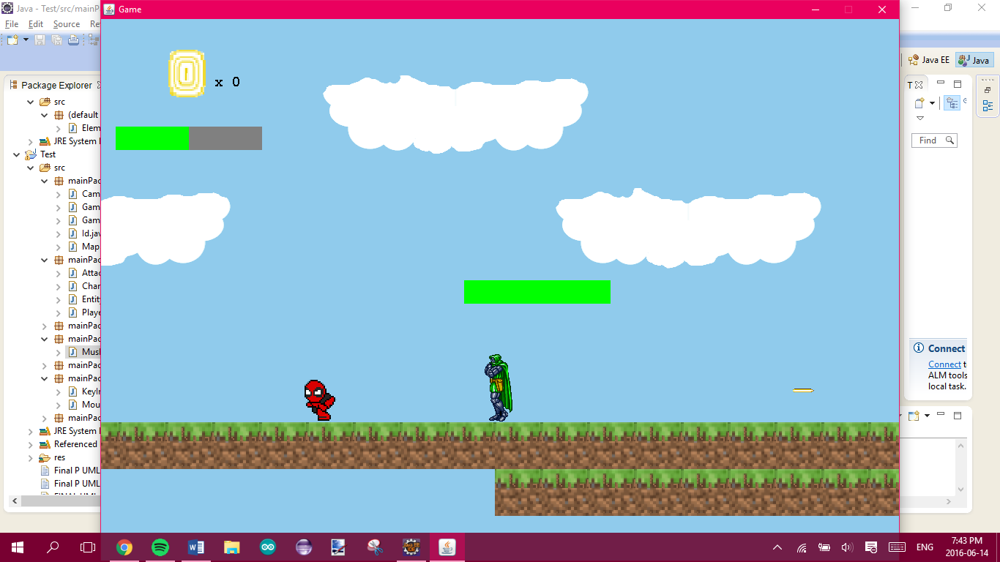 Java - Test/src/mainP
Game
File Edit Source Re
Java EE
Java
Package Explorer
src
(default
Elem
JRE System
Test
src
mainPac
Cam
Gam
Gam
Id.jav
Map
mainPac
Attac
Char
Entit
Playe
mainPac
mainPac
Mush
mainPac
mainPac
KeyIn
Mou
mainPac
JRE System
Referenced
res
Final P UML
Final P UML
x 0
Find
Connect
Connect
ALM tools
local task.
ENG
7:43 PM
2016-06-14